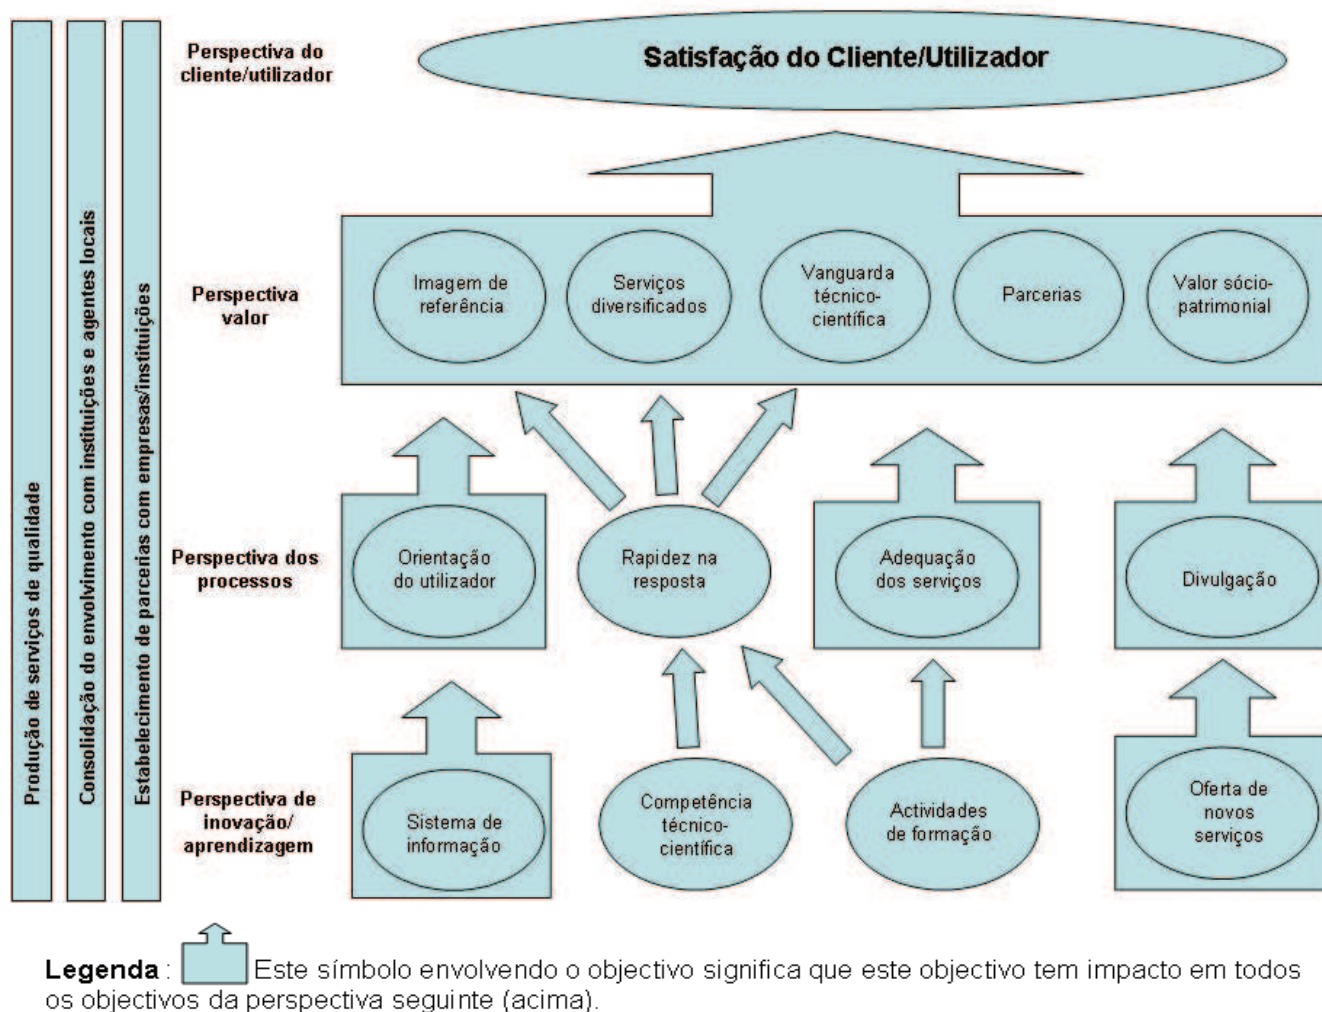 Produção de serviços de qualidade
Consolidação do envolvimento com instituições e agentes locais
Estabelecimento de parcerias com empresas/instituições
Perspectiva do
cliente/utilizador
Satisfação do Cliente/Utilizador
Perspectiva
valor
Imagem de
referência
Serviços
diversificados
Vanguarda
técnico-
científica
Parcerias
Valor sócio-
patrimonial
Perspectiva dos
processos
Orientação
do utilizador
Rapidez na
resposta
Adequação
dos serviços
Divulgação
Perspectiva de
inovação/
aprendizagem
Sistema de
informação
Competência
técnico-
científica
Actividades
de formação
Oferta de
novos
serviços
Legenda : Este símbolo envolvendo o objectivo significa que este objectivo tem impacto em todos
os objectivos da perspectiva seguinte (acima).